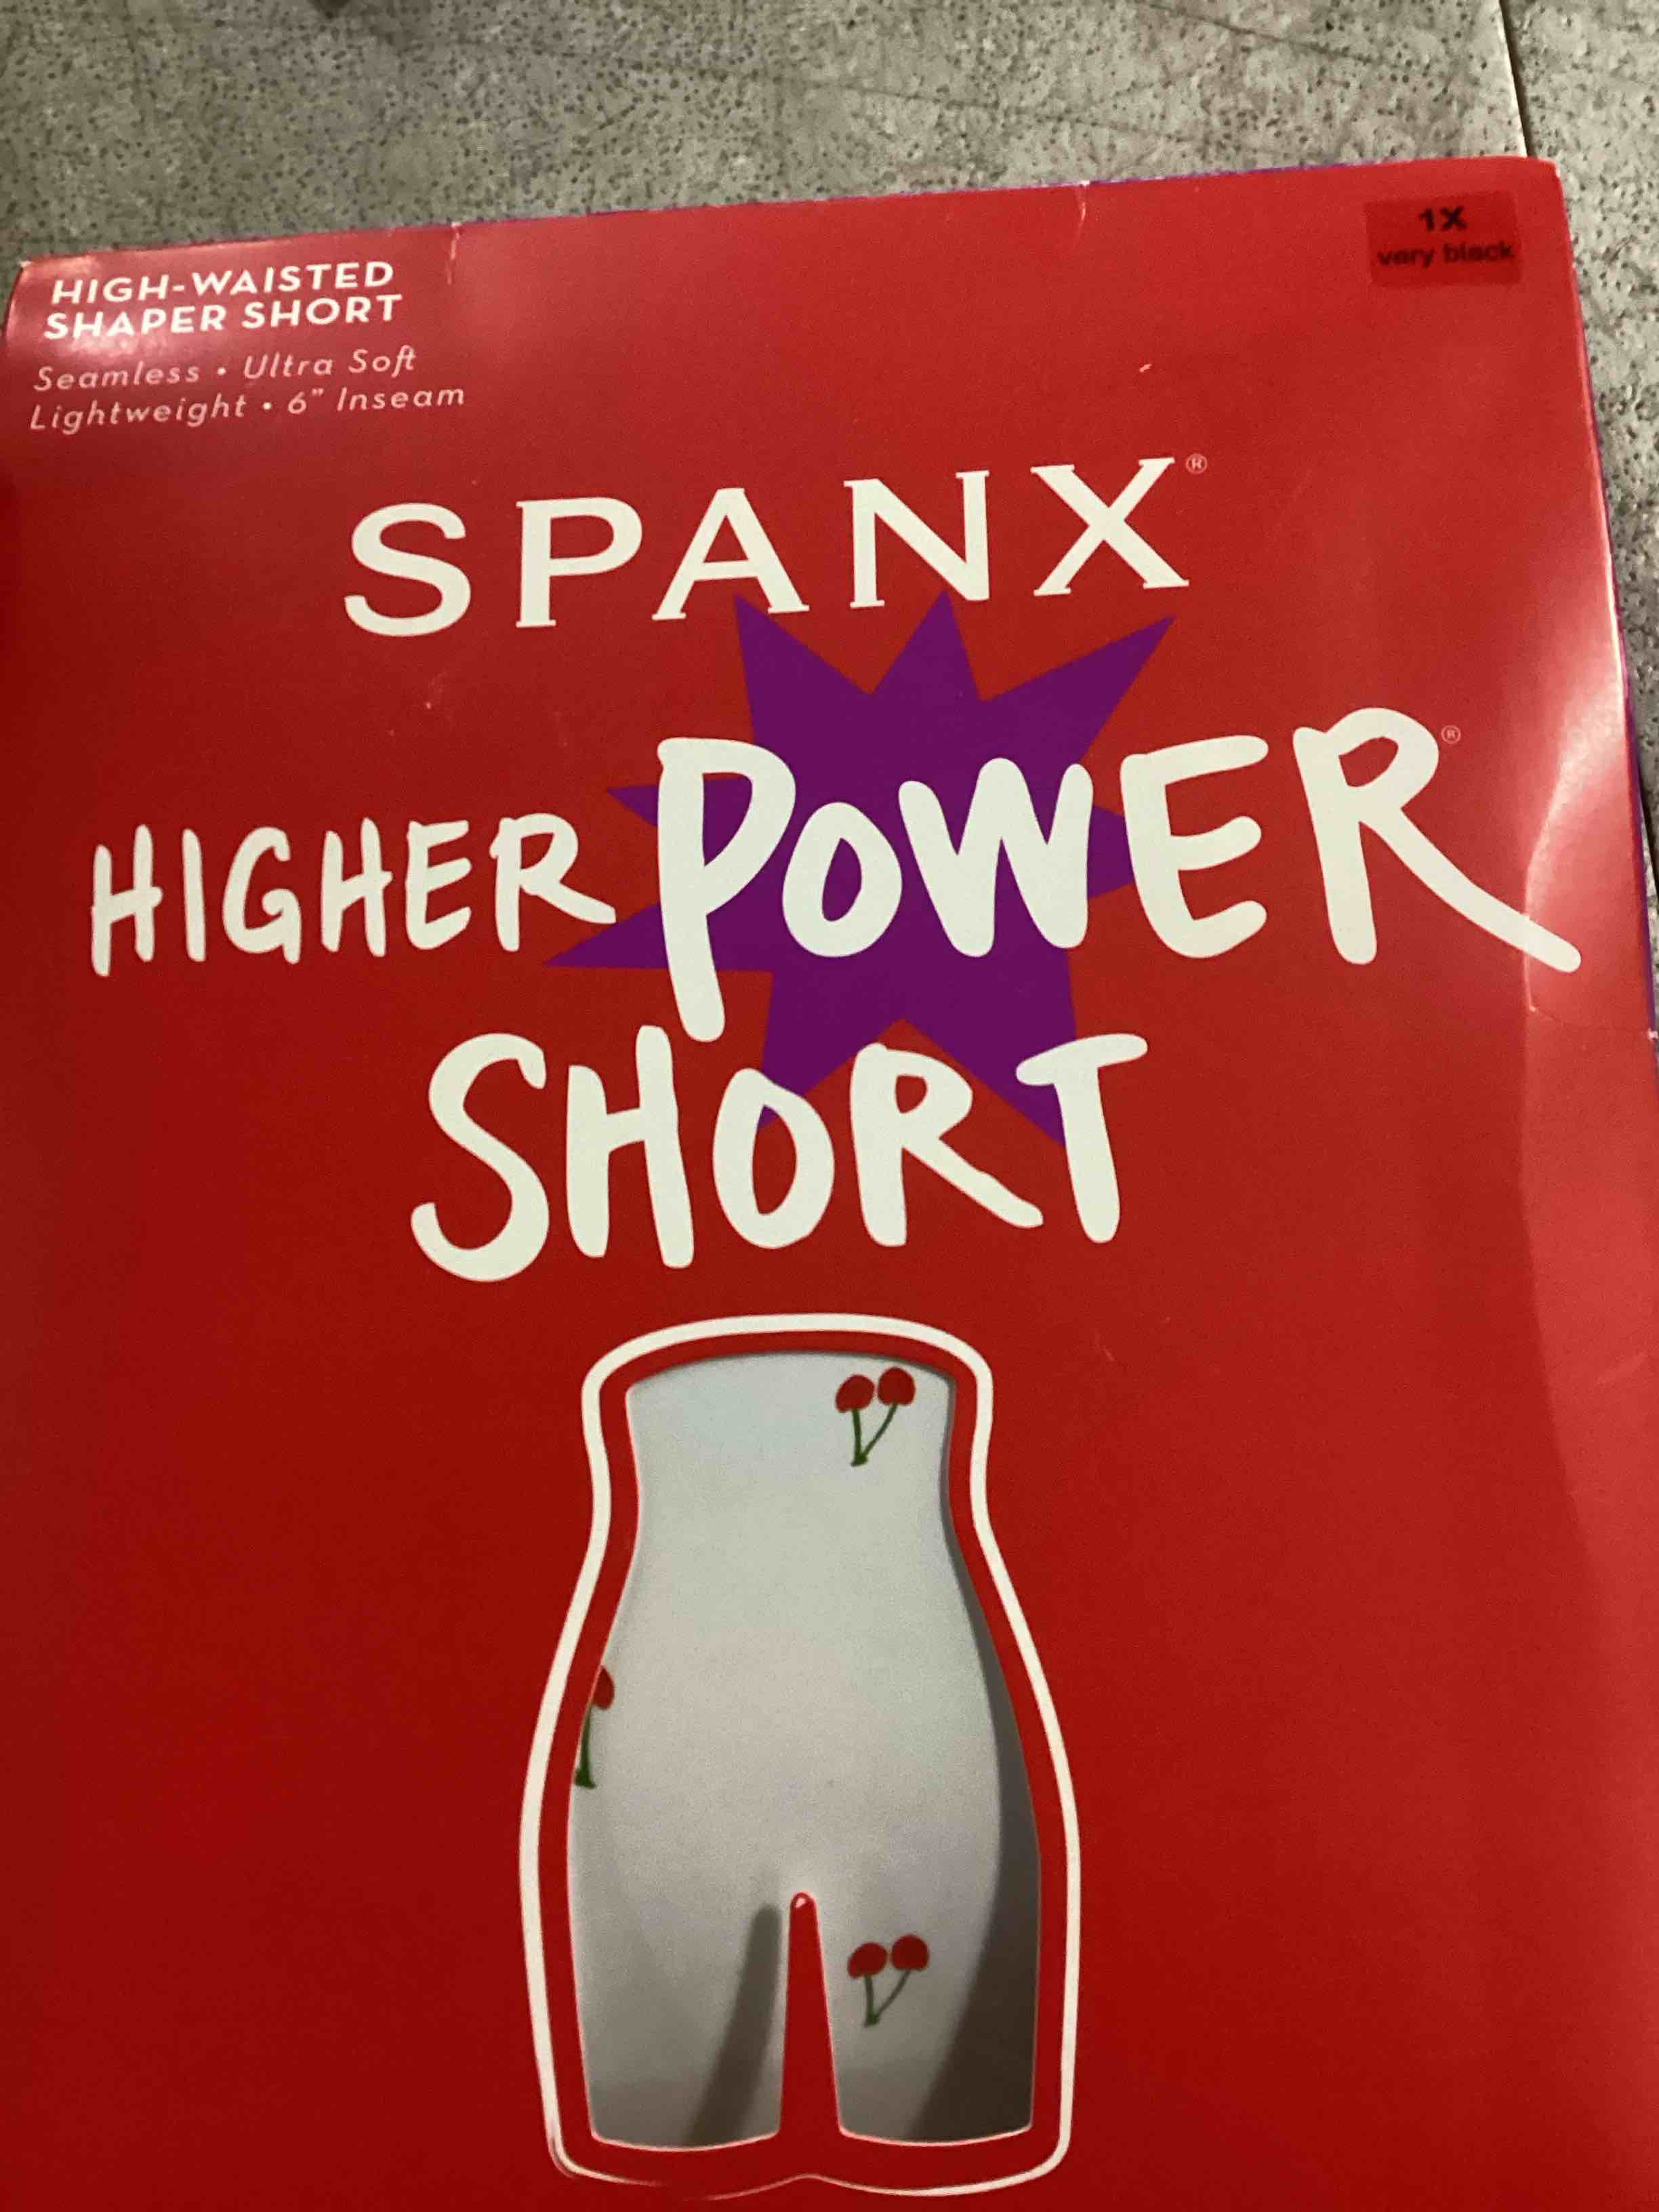 HIGH-WAISTED
SHAPER SHORT
Seamless • Ultra Soft
Lightweight • 6" Inseam
1X
very black
SPANX®
HIGHER POWER®
SHORT